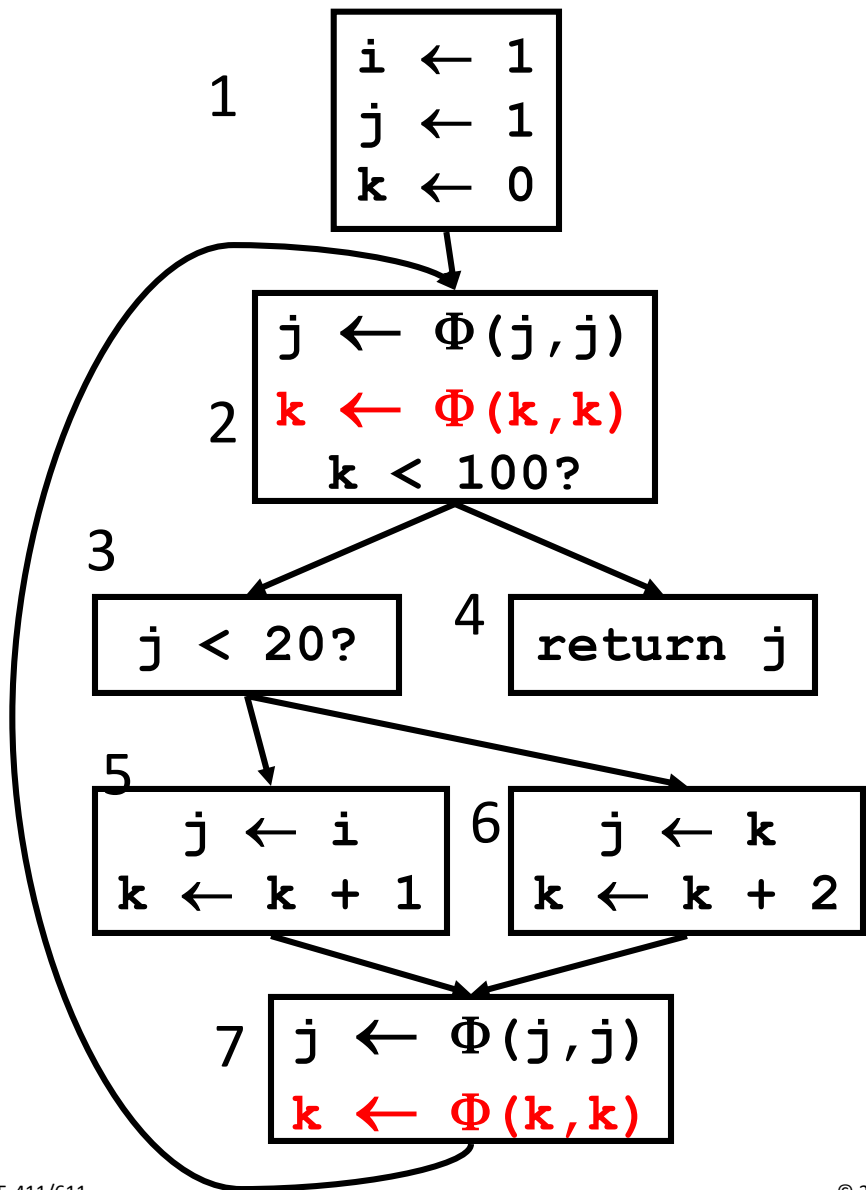 1
i ← 1
j ← 1
k ← 0
2
j ← Φ(j,j)
k ← Φ(k,k)
k < 100?
3
j < 20?
4
return j
5
j ← i
k ← k + 1
6
j ← k
k ← k + 2
7
j ← Φ(j,j)
k ← Φ(k,k)
©